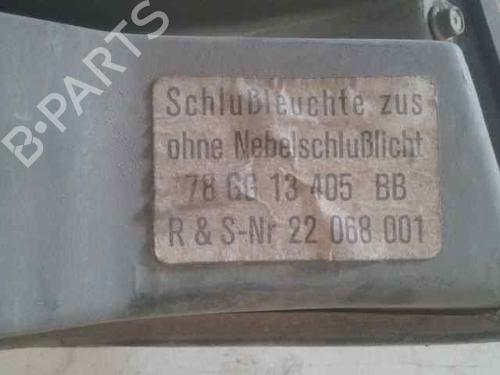 B-PARTS
Schlußleuchte zus
ohne Nebelschlußlicht
78 GG 13 405 BB
R & S-Nr 22 068 001